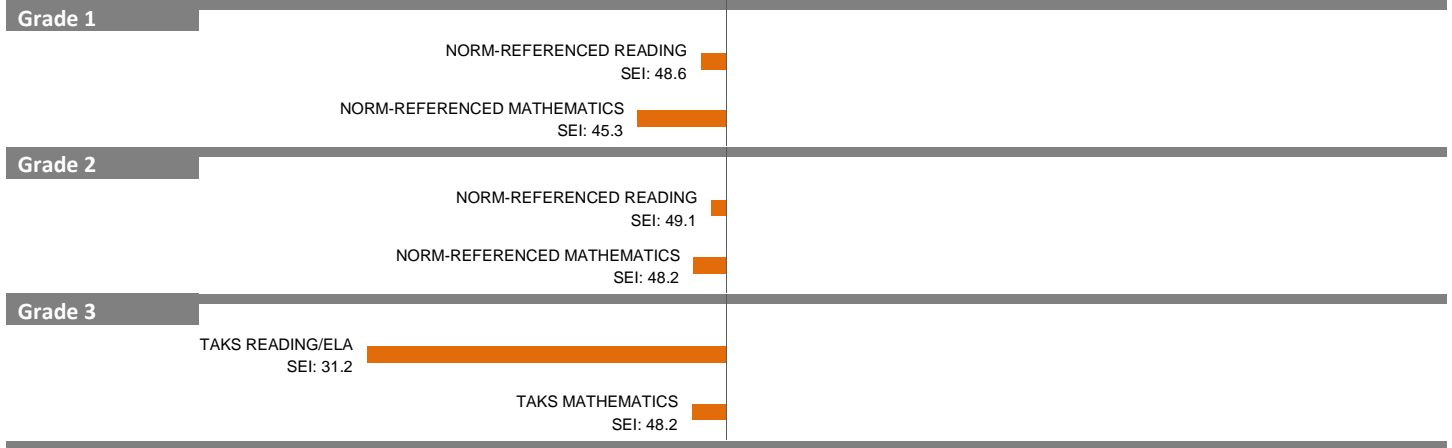 Grade 1
NORM-REFERENCED READING
SEI: 48.6
NORM-REFERENCED MATHEMATICS
SEI: 45.3
Grade 2
NORM-REFERENCED READING
SEI: 49.1
NORM-REFERENCED MATHEMATICS
SEI: 48.2
Grade 3
TAKS READING/ELA
SEI: 31.2
TAKS MATHEMATICS
SEI: 48.2